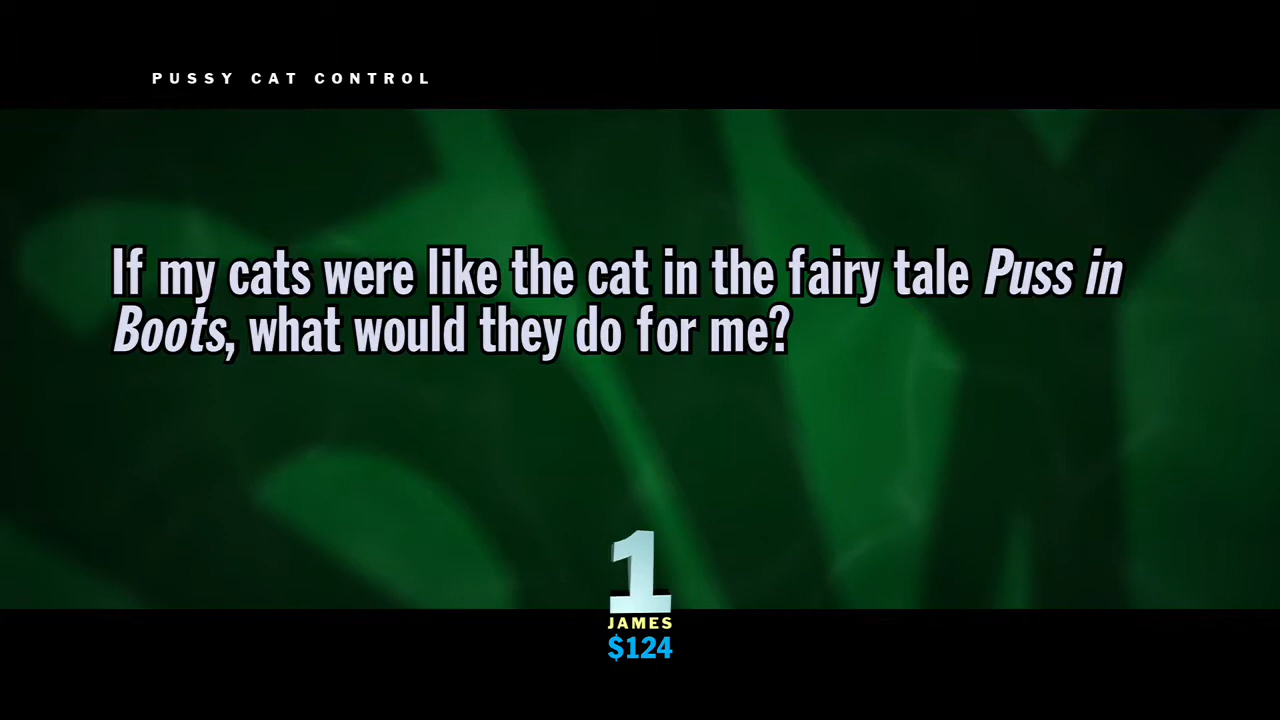 PUSSY CAT CONTROL
If my cats were like the cat in the fairy tale Puss in
Boots, what would they do for me?
1
JAMES
$124